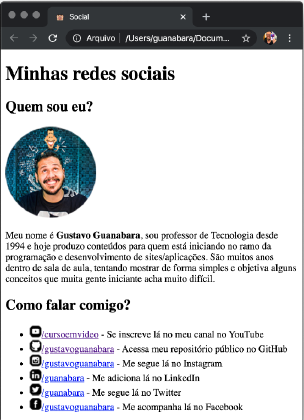 Social
Arquivo | /Users/guanabara/Docum...
Minhas redes sociais
Quem sou eu?
Meu nome é Gustavo Guanabara, sou professor de Tecnologia desde
1994 e hoje produzo conteúdos para quem está iniciando no ramo da
programação e desenvolvimento de sites/aplicações. São muitos anos
dentro de sala de aula, tentando mostrar de forma simples e objetiva alguns
conceitos que muita gente iniciante acha muito difícil.
Como falar comigo?
/cursoemvideo - Se inscreve lá no meu canal no YouTube
/gustavoguanabara - Acessa meu repositório público no GitHub
/gustavoguanabara - Me segue lá no Instagram
/guanabara - Me adiciona lá no LinkedIn
/guanabara - Me segue lá no Twitter
/gustavoguanabara - Me acompanha lá no Facebook